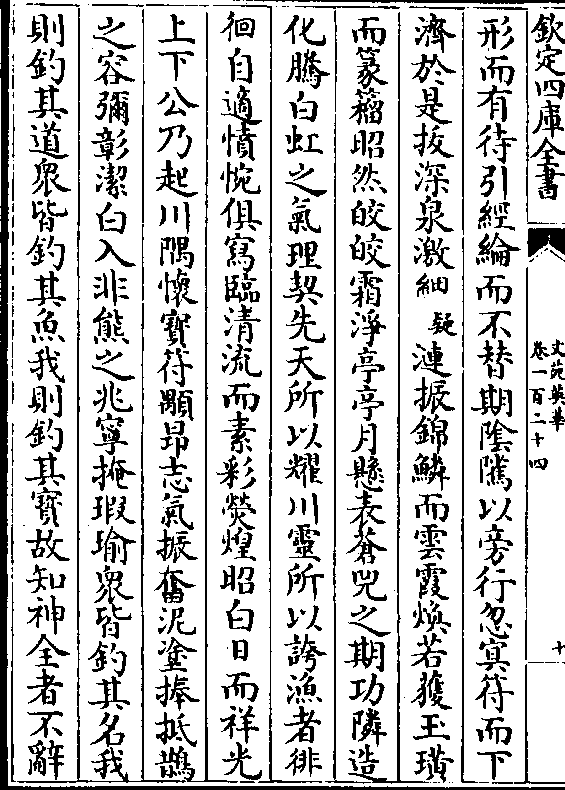 欽定四庫全書
文苑英華
卷一百二十四
十
形而有待引經綸而不替期陰隲以旁行忽冥符而下
濟於是扳深泉激細疑漣振錦鱗而雲霞煥若獲玉璜
而篆籕昭然皎皎霜淨亭亭月懸表蒼兕之期功隣造
化騰白虹之氣理契先天所以耀川靈所以誇漁者徘
徊自適憤惋俱寫臨清流而素彩熒煌昭白日而祥光
上下公乃起川隅懷寳符顒昻志氣振奮泥塗捧抵鵲
之容彌彰潔白入非熊之兆寧掩瑕瑜衆皆釣其名我
則釣其道衆皆釣其魚我則釣其寳故知神全者不辭